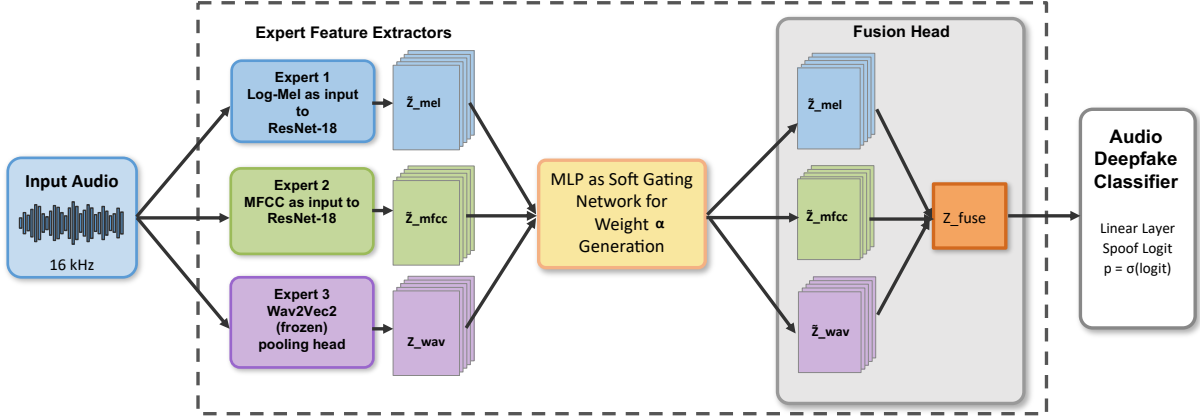 Expert Feature Extractors
Fusion Head
Expert 1
Log-Mel as input
to
ResNet-18
z̃_mel
z̃_mel
Input Audio
16 kHz
Expert 2
MFCC as input to
ResNet-18
z̃_mfcc
MLP as Soft Gating
Network for
Weight α
Generation
z̃_mfcc
Z_fuse
Audio
Deepfake
Classifier
Linear Layer
Spoof Logit
p = σ(logit)
Expert 3
Wav2Vec2
(frozen)
pooling head
Z_wav
z̃_wav